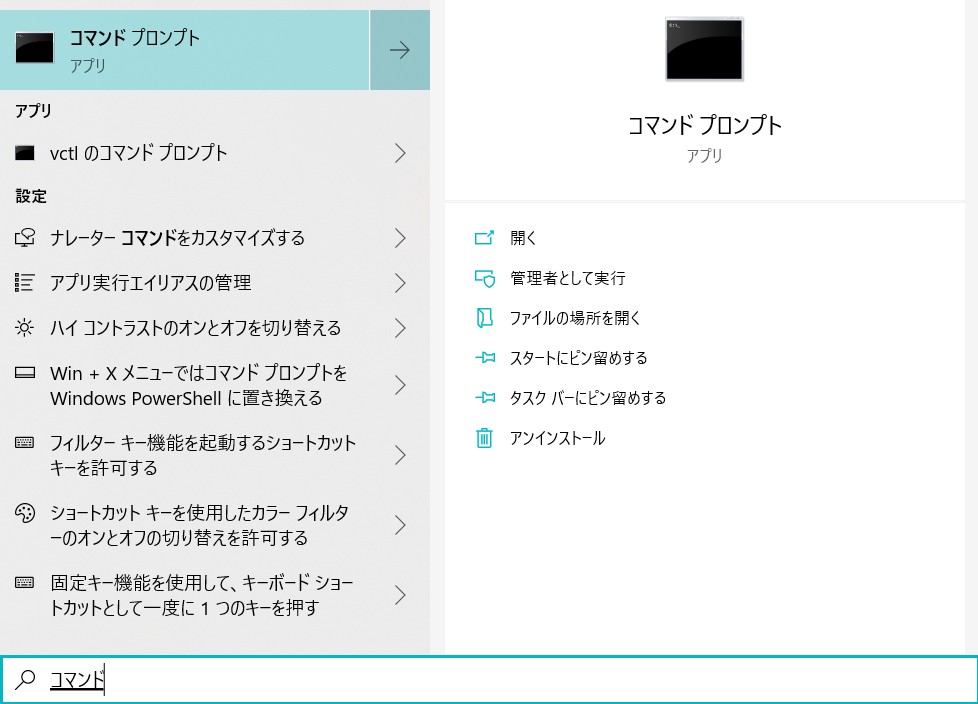 コマンド プロンプト
アプリ
アプリ
vctl のコマンド プロンプト
設定
ナレーター コマンドをカスタマイズする
アプリ実行エイリアスの管理
ハイ コントラストのオンとオフを切り替える
Win + X メニューではコマンド プロンプトを
Windows PowerShell に置き換える
フィルター キー機能を起動するショートカット
キーを許可する
ショートカット キーを使用したカラー フィルタ
ーのオンとオフの切り替えを許可する
固定キー機能を使用して、キーボード ショー
トカットとして一度に 1 つのキーを押す
コマンド
コマンド プロンプト
アプリ
開く
管理者として実行
ファイルの場所を開く
スタートにピン留めする
タスク バーにピン留めする
アンインストール